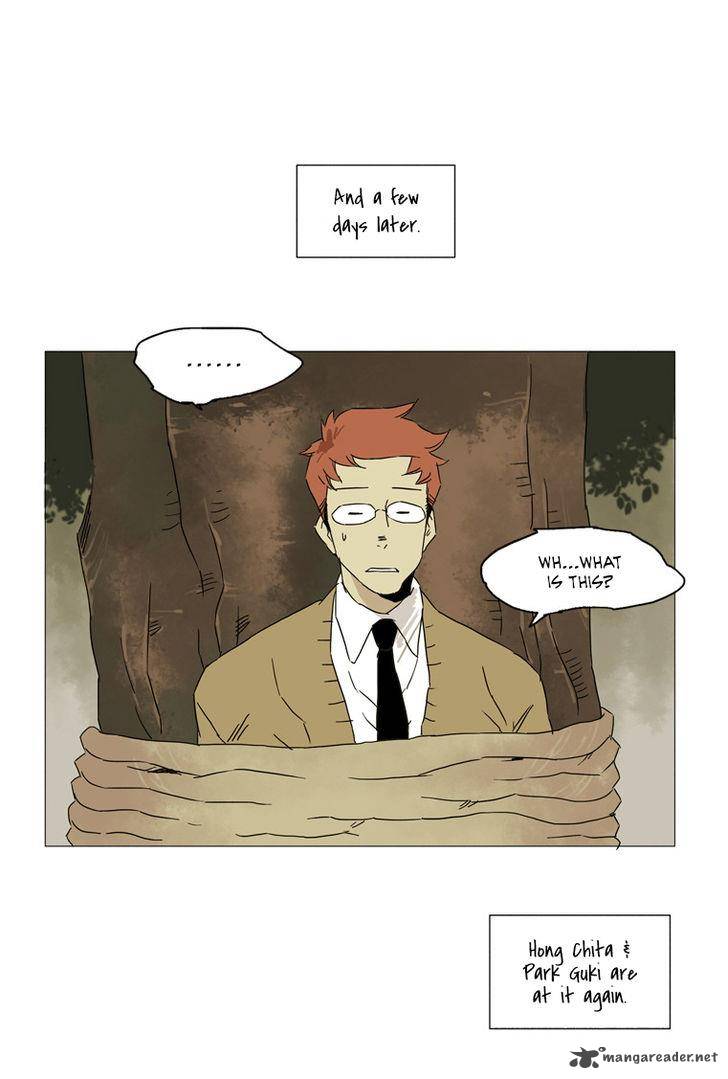 And a few
days later.
......
WH...WHAT
IS THIS?
Hong Chita &
Park Guki are
at it again.
mangareader.net